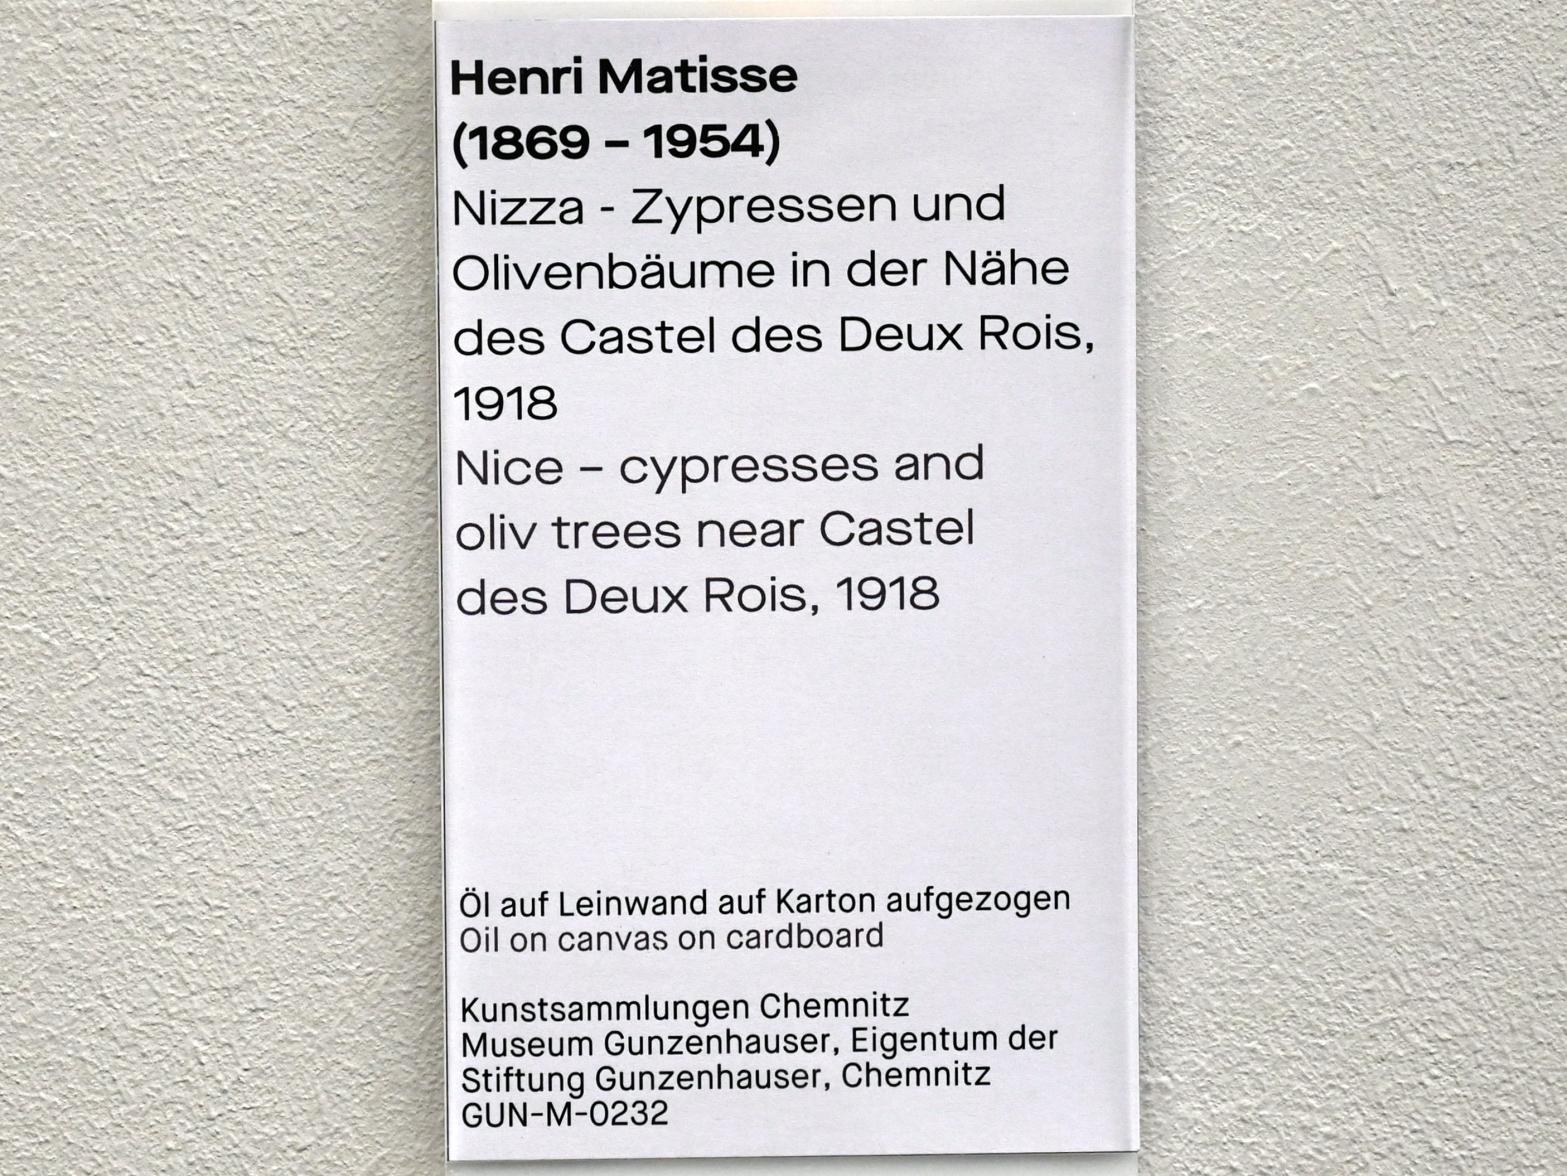 Henri Matisse
(1869 – 1954)
Nizza - Zypressen und
Olivenbäume in der Nähe
des Castel des Deux Rois,
1918
Nice – cypresses and
oliv trees near Castel
des Deux Rois, 1918
Öl auf Leinwand auf Karton aufgezogen
Oil on canvas on cardboard
Kunstsammlungen Chemnitz
Museum Gunzenhauser, Eigentum der
Stiftung Gunzenhauser, Chemnitz
GUN-M-0232